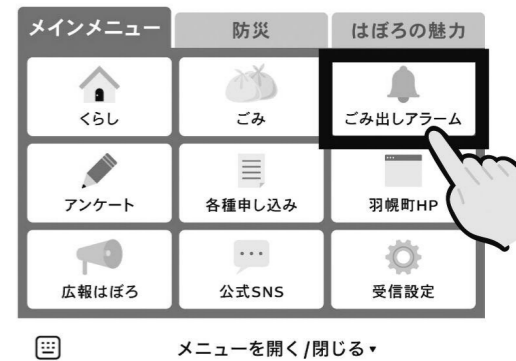 メインメニュー
防災
はぼろの魅力
くらし
ごみ
ごみ出しアラーム
アンケート
各種申し込み
羽幌町HP
広報はぼろ
公式SNS
受信設定
メニューを開く/閉じる▾